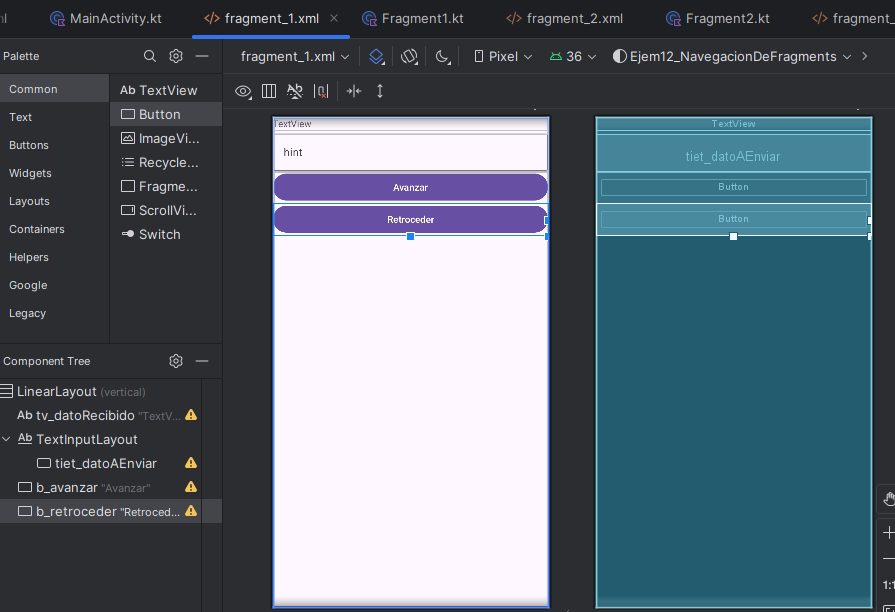 ml MainActivity.kt </> fragment_1.xml × Fragment1.kt </> fragment_2.xml Fragment2.kt </> fragment_
Palette
fragment_1.xml Pixel 36 Ejem12_NavegacionDeFragments
Common
Text
Buttons
Widgets
Layouts
Containers
Helpers
Google
Legacy
Ab TextView
Button
ImageVi...
Recycle...
Fragme...
ScrollVi...
Switch
Component Tree
LinearLayout (vertical)
Ab tv_datoRecibido "TextV...
Ab TextInputLayout
tiet_datoAEnviar
b_avanzar "Avanzar"
b_retroceder "Retroced...
TextView
hint
Avanzar
Retroceder
TextView
tiet_datoAEnviar
Button
Button
1:1